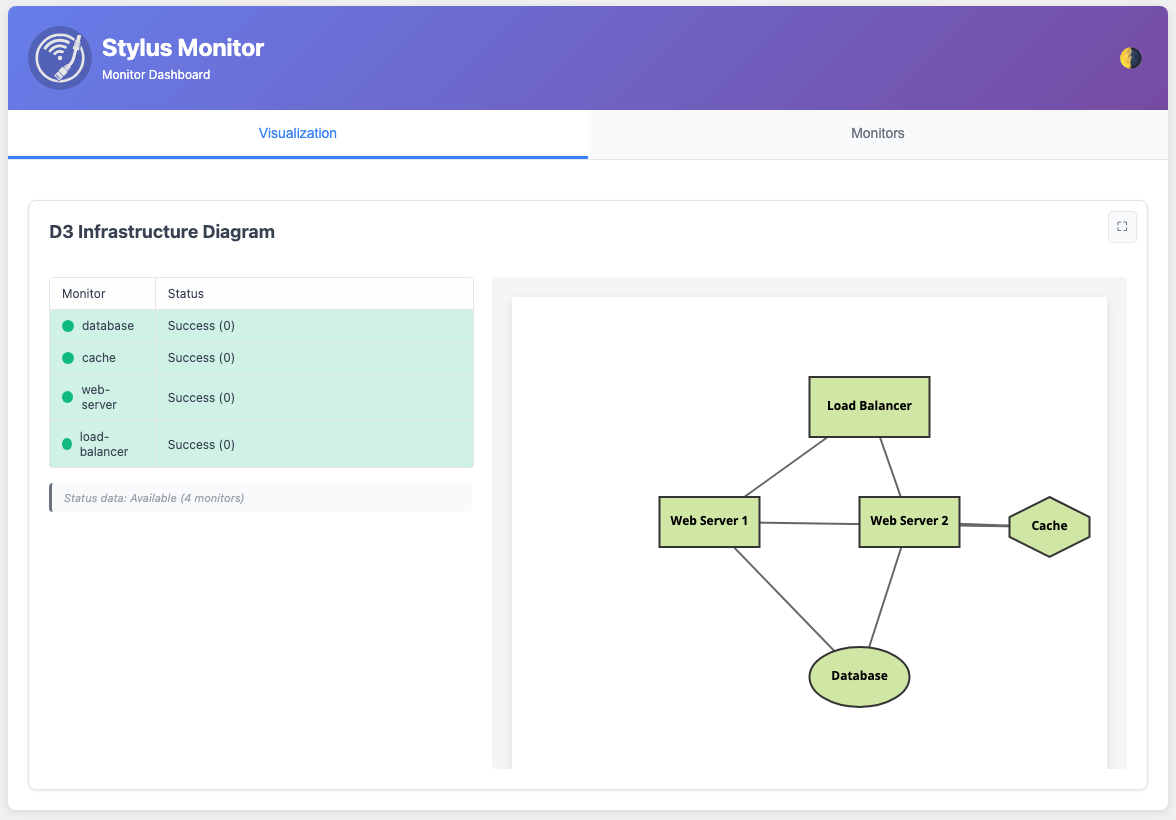 Stylus Monitor
Monitor Dashboard
Visualization
Monitors
D3 Infrastructure Diagram
Monitor Status
database Success (0)
cache Success (0)
web-
server Success (0)
load-
balancer Success (0)
Status data: Available (4 monitors)
Load Balancer
Web Server 1
Web Server 2
Cache
Database